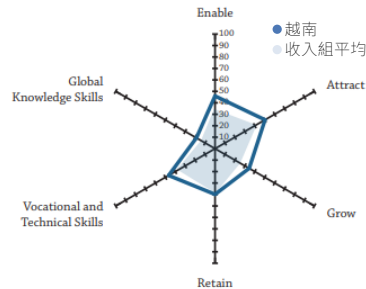 Enable
越南
收入組平均
100
90
80
70
60
50
40
30
20
10
Attract
Global
Knowledge Skills
Vocational and
Technical Skills
Grow
Retain